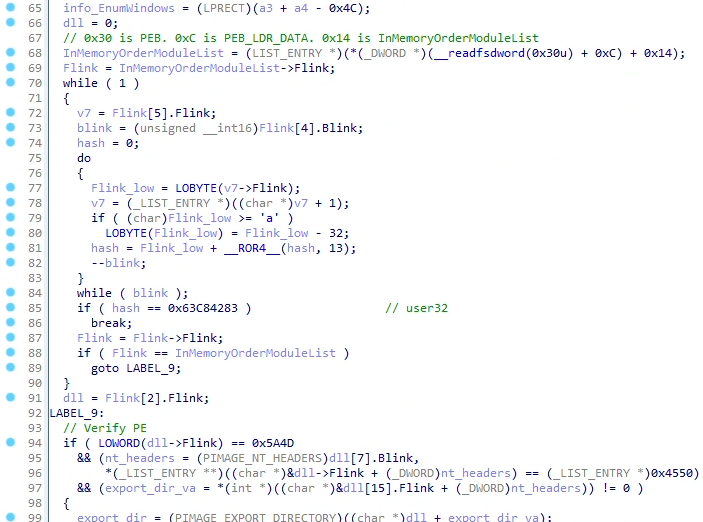 65 info_EnumWindows = (LPRECT)(a3 + a4 - 0x4C);
66 dll = 0;
67 // 0x30 is PEB. 0xC is PEB_LDR_DATA. 0x14 is InMemoryOrderModuleList
68 InMemoryOrderModuleList = (LIST_ENTRY *)(*(_DWORD *)(__readfsdword(0x30u) + 0xC) + 0x14);
69 Flink = InMemoryOrderModuleList->Flink;
70 while ( 1 )
71 {
72 v7 = Flink[5].Flink;
73 blink = (unsigned __int16)Flink[4].Blink;
74 hash = 0;
75 do
76 {
77 Flink_low = LOBYTE(v7->Flink);
78 v7 = (_LIST_ENTRY *)((char *)v7 + 1);
79 if ( (char)Flink_low >= 'a' )
80 LOBYTE(Flink_low) = Flink_low - 32;
81 hash = Flink_low + __ROR4__(hash, 13);
82 --blink;
83 }
84 while ( blink );
85 if ( hash == 0x63C84283 ) // user32
86 break;
87 Flink = Flink->Flink;
88 if ( Flink == InMemoryOrderModuleList )
89 goto LABEL_9;
90 }
91 dll = Flink[2].Flink;
92 LABEL_9:
93 // Verify PE
94 if ( LOWORD(dll->Flink) == 0x5A4D
95 && (nt_headers = (PIMAGE_NT_HEADERS)dll[7].Blink,
96 *(_LIST_ENTRY **)((char *)&dll->Flink + (_DWORD)nt_headers) == (_LIST_ENTRY *)0x4550)
97 && (export_dir_va = *(int *)((char *)&dll[15].Flink + (_DWORD)nt_headers)) != 0 )
98 {
99 export_dir = (PIMAGE_EXPORT_DIRECTORY)((char *)dll + export_dir_va);